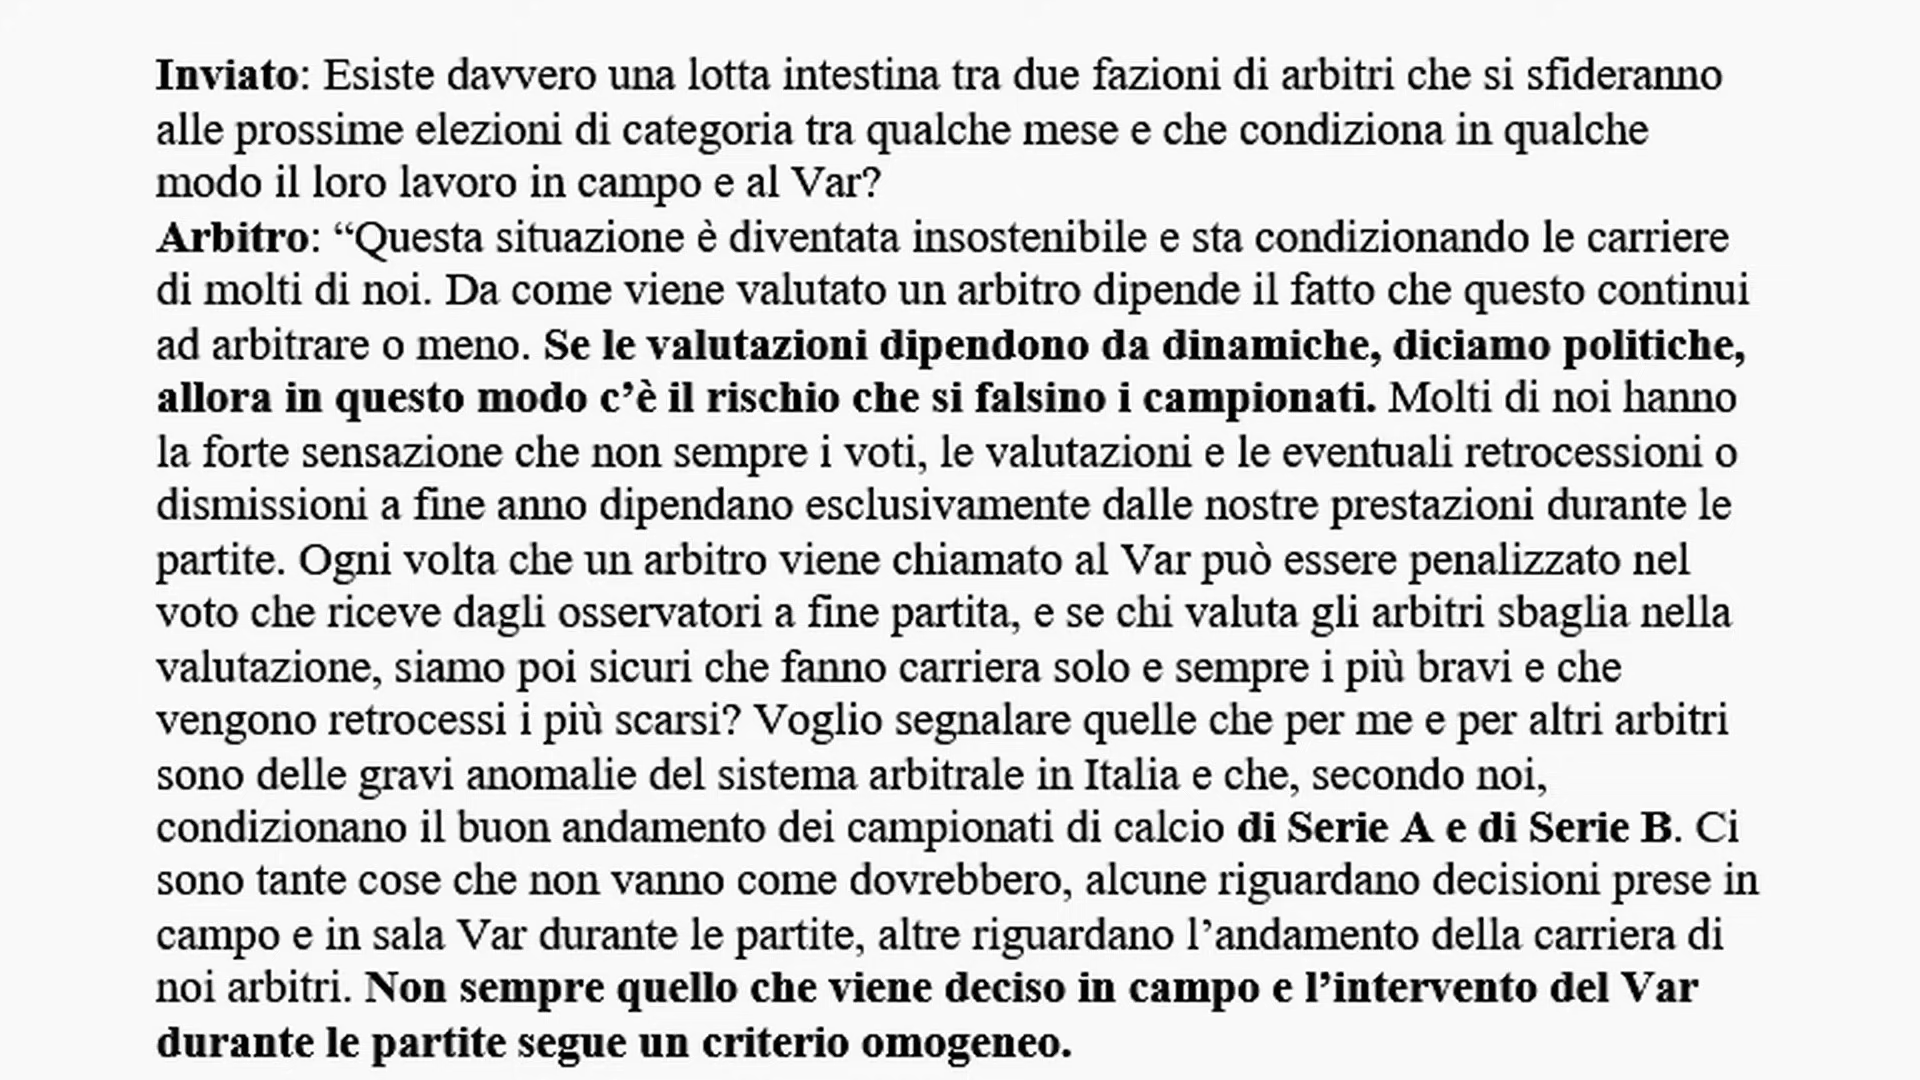 Inviato: Esiste davvero una lotta intestina tra due fazioni di arbitri che si sfideranno
alle prossime elezioni di categoria tra qualche mese e che condiziona in qualche
modo il loro lavoro in campo e al Var?
Arbitro: “Questa situazione è diventata insostenibile e sta condizionando le carriere
di molti di noi. Da come viene valutato un arbitro dipende il fatto che questo continui
ad arbitrare o meno. Se le valutazioni dipendono da dinamiche, diciamo politiche,
allora in questo modo c’è il rischio che si falsino i campionati. Molti di noi hanno
la forte sensazione che non sempre i voti, le valutazioni e le eventuali retrocessioni o
dismissioni a fine anno dipendano esclusivamente dalle nostre prestazioni durante le
partite. Ogni volta che un arbitro viene chiamato al Var può essere penalizzato nel
voto che riceve dagli osservatori a fine partita, e se chi valuta gli arbitri sbaglia nella
valutazione, siamo poi sicuri che fanno carriera solo e sempre i più bravi e che
vengono retrocessi i più scarsi? Voglio segnalare quelle che per me e per altri arbitri
sono delle gravi anomalie del sistema arbitrale in Italia e che, secondo noi,
condizionano il buon andamento dei campionati di calcio di Serie A e di Serie B. Ci
sono tante cose che non vanno come dovrebbero, alcune riguardano decisioni prese in
campo e in sala Var durante le partite, altre riguardano l’andamento della carriera di
noi arbitri. Non sempre quello che viene deciso in campo e l’intervento del Var
durante le partite segue un criterio omogeneo.